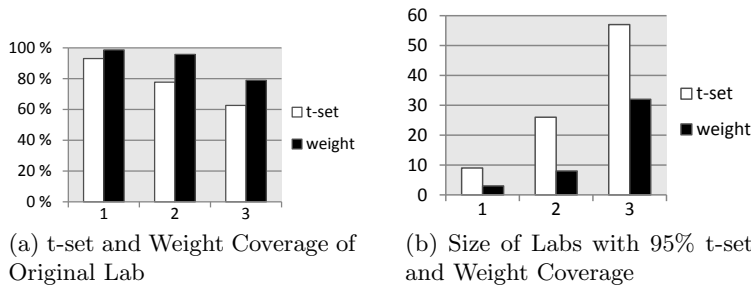 100 %
80 %
60 %
40 %
20 %
0 %
1 2 3
t-set
weight
(a) t-set and Weight Coverage of
Original Lab
60
50
40
30
20
10
0
1 2 3
t-set
weight
(b) Size of Labs with 95% t-set
and Weight Coverage